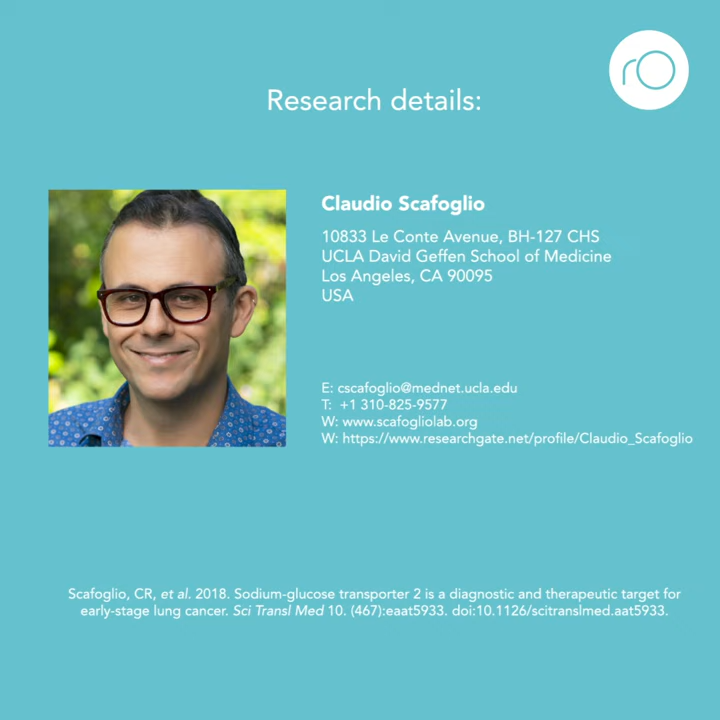 rO
Research details:
Claudio Scafoglio
10833 Le Conte Avenue, BH-127 CHS
UCLA David Geffen School of Medicine
Los Angeles, CA 90095
USA
E: cscafoglio@mednet.ucla.edu
T: +1 310-825-9577
W: www.scafogliolab.org
W: https://www.researchgate.net/profile/Claudio_Scafoglio
Scafoglio, CR, et al. 2018. Sodium-glucose transporter 2 is a diagnostic and therapeutic target for
early-stage lung cancer. Sci Transl Med 10. (467):eaat5933. doi:10.1126/scitranslmed.aat5933.